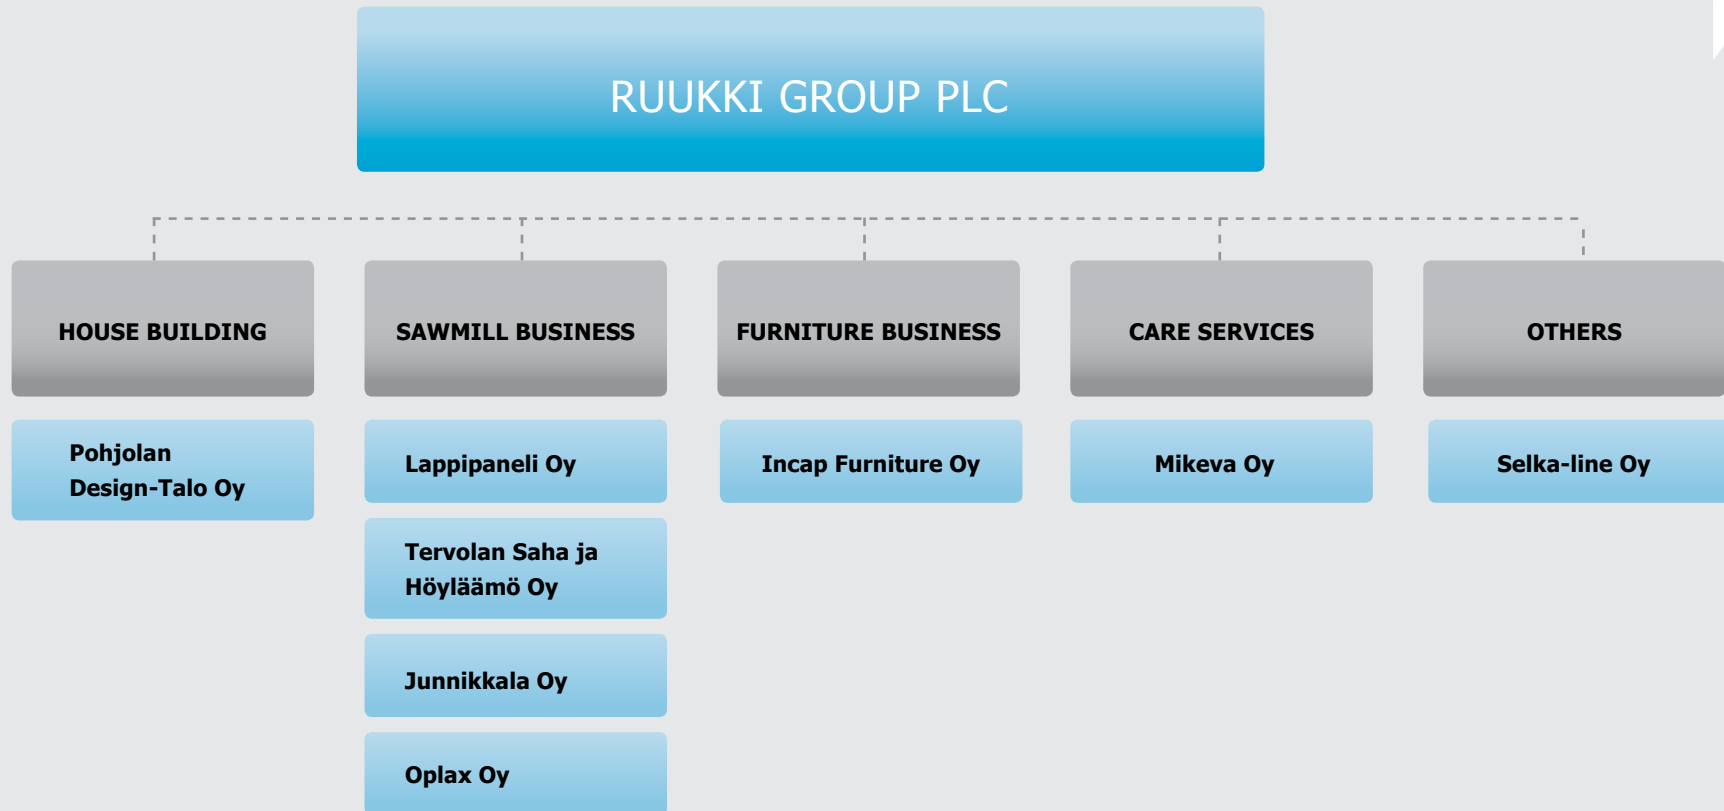 RUUKKI GROUP PLC
HOUSE BUILDING
SAWMILL BUSINESS
FURNITURE BUSINESS
CARE SERVICES
OTHERS
Pohjolan
Design-Talo Oy
Lappipaneli Oy
Tervolan Saha ja
Höyläämö Oy
Junnikkala Oy
Oplax Oy
Incap Furniture Oy
Mikeva Oy
Selka-line Oy